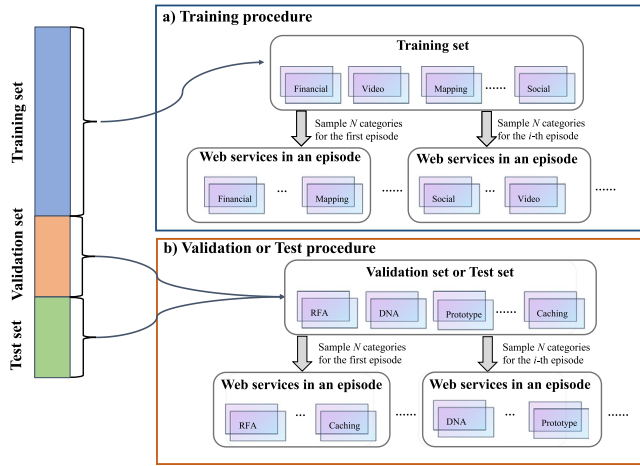 Training set
Validation set
Test set
a) Training procedure
Training set
Financial
Video
Mapping
......
Social
Sample N categories
for the first episode
Sample N categories
for the i-th episode
Web services in an episode
Financial
...
Mapping
......
Web services in an episode
Social
...
Video
......
b) Validation or Test procedure
Validation set or Test set
RFA
DNA
Prototype
......
Caching
Sample N categories
for the first episode
Sample N categories
for the i-th episode
Web services in an episode
RFA
...
Caching
......
Web services in an episode
DNA
...
Prototype
......